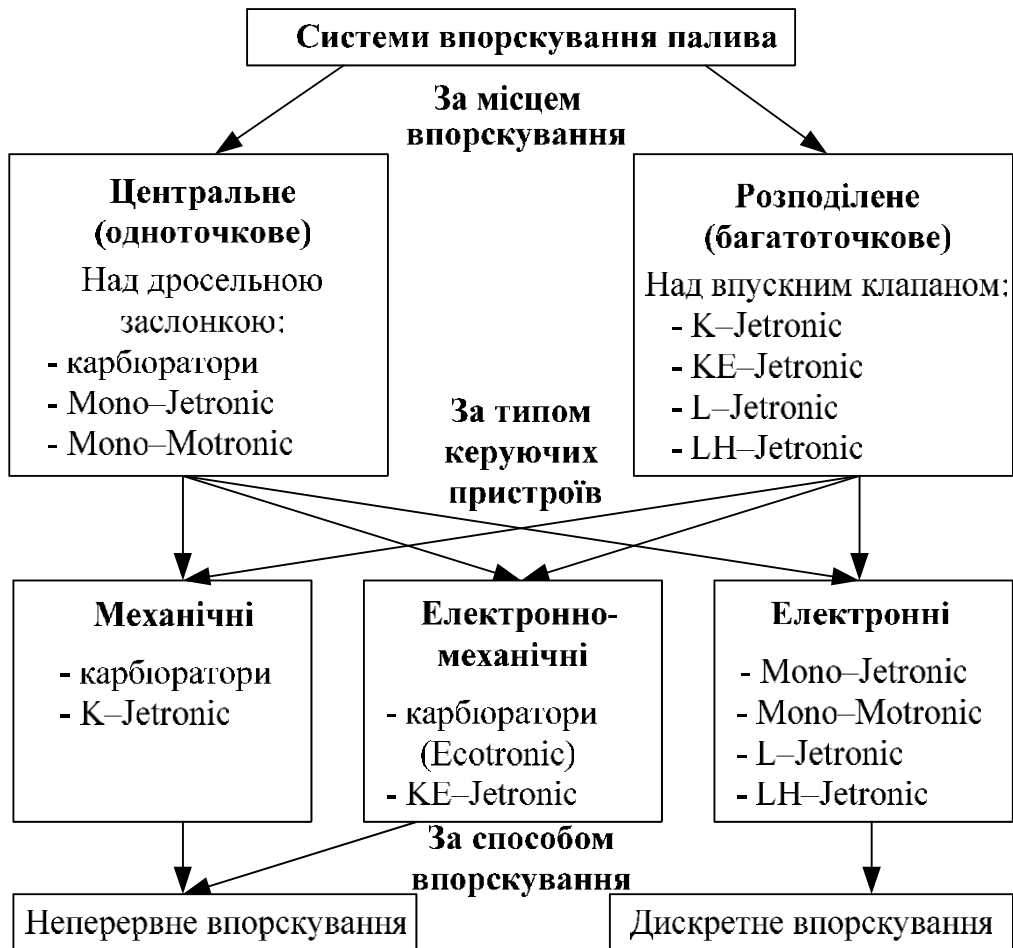 Системи впорскування палива
За місцем
впорскування
Центральне
(одноточкове)
Над дросельною
заслонкою:
- карбюратори
- Mono–Jetronic
- Mono–Motronic
Розподілене
(багатоточкове)
Над впускним клапаном:
- K–Jetronic
- KE–Jetronic
- L–Jetronic
- LH–Jetronic
За типом
керуючих
пристроїв
Механічні
- карбюратори
- K–Jetronic
Електронно-
механічні
- карбюратори
(Ecotronic)
- KE–Jetronic
Електронні
- Mono–Jetronic
- Mono–Motronic
- L–Jetronic
- LH–Jetronic
За способом
впорскування
Неперервне впорскування
Дискретне впорскування